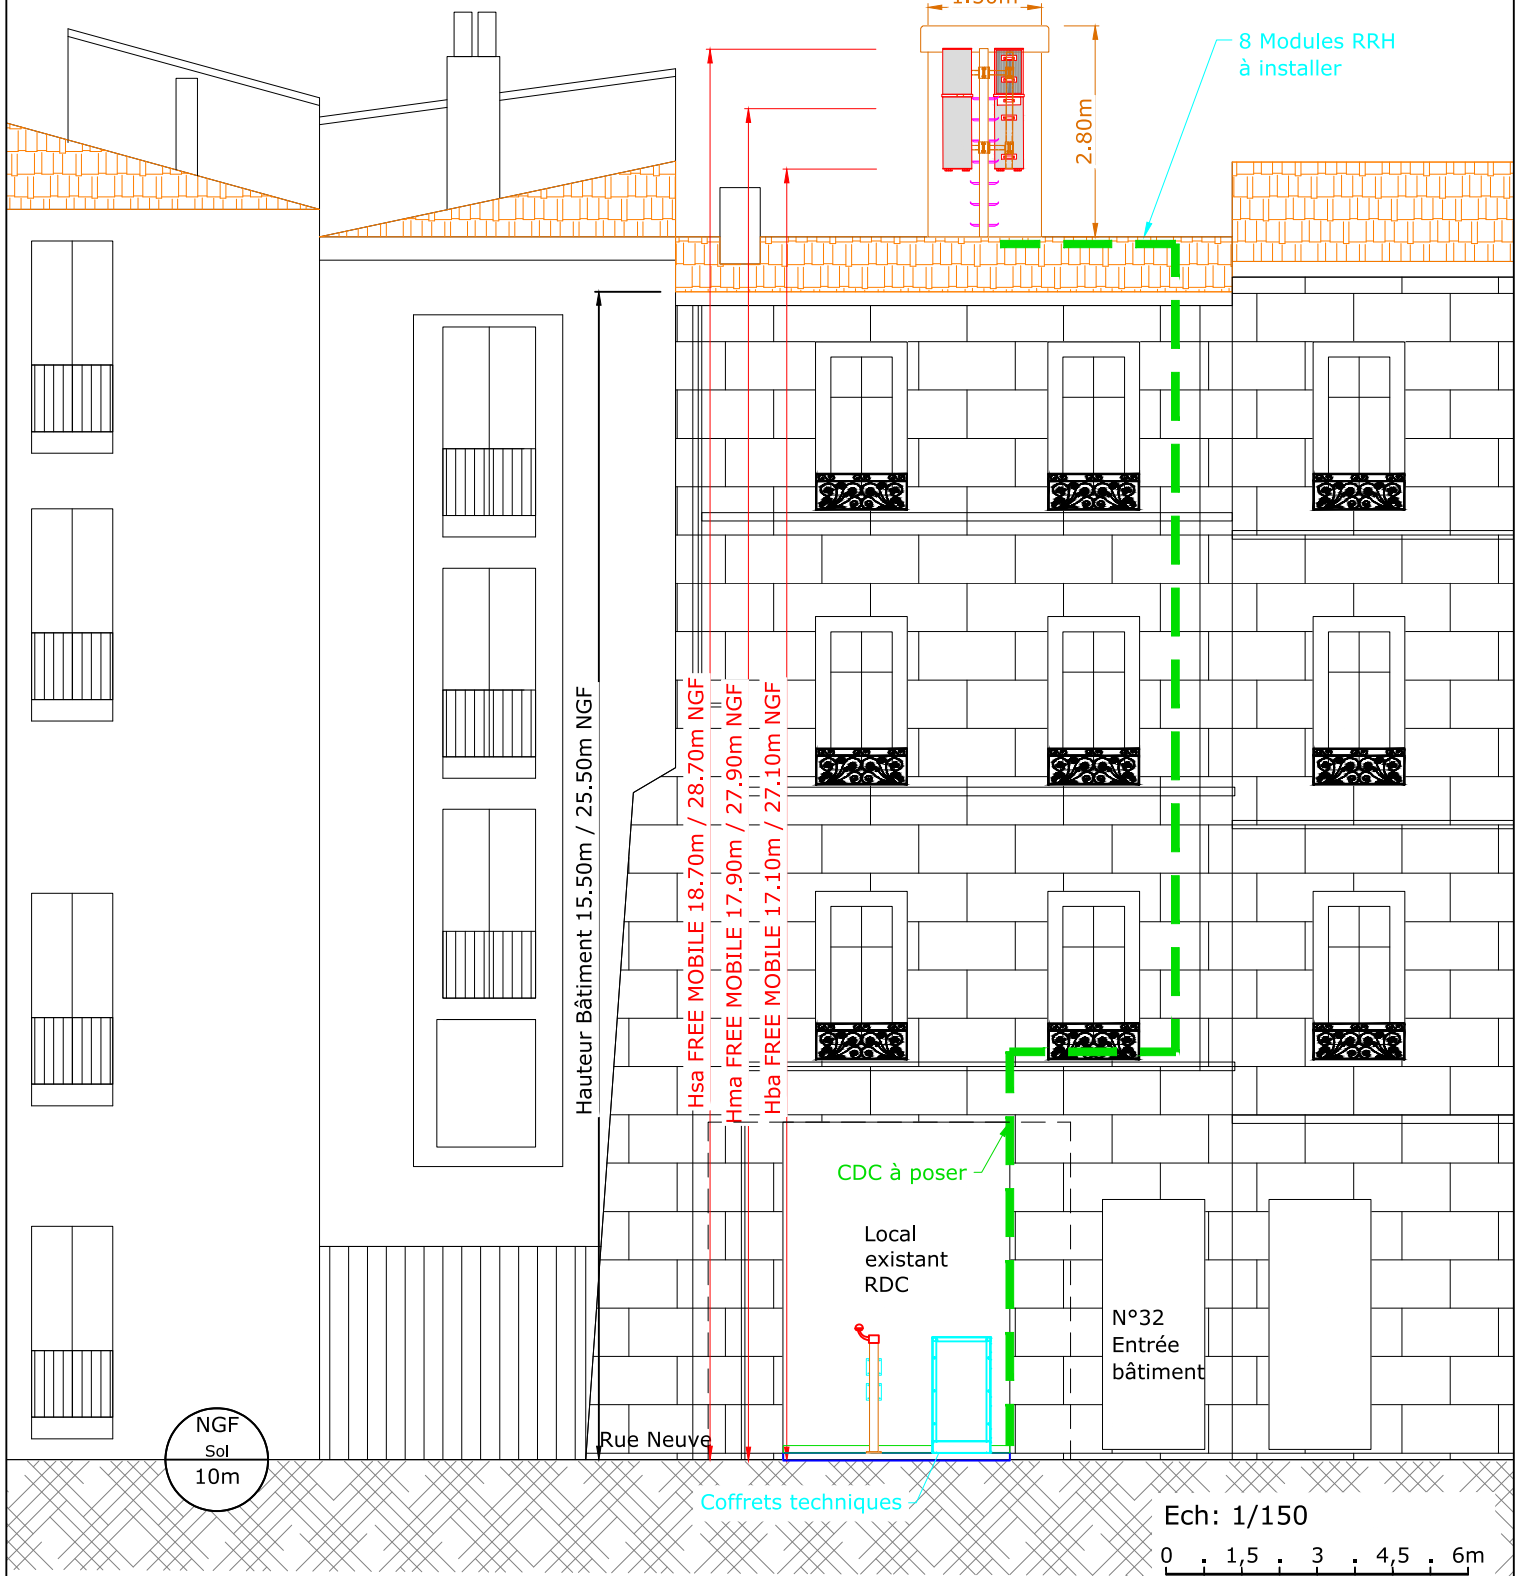 8 Modules RRH
à installer
2.80m
Hauteur Bâtiment 15.50m / 25.50m NGF
Hsa FREE MOBILE 18.70m / 28.70m NGF
Hma FREE MOBILE 17.90m / 27.90m NGF
Hba FREE MOBILE 17.10m / 27.10m NGF
CDC à poser
Local
existant
RDC
N°32
Entrée
bâtiment
Rue Neuve
NGF
Sol
10m
Coffrets techniques
Ech: 1/150
0 1,5 3 4,5 6m